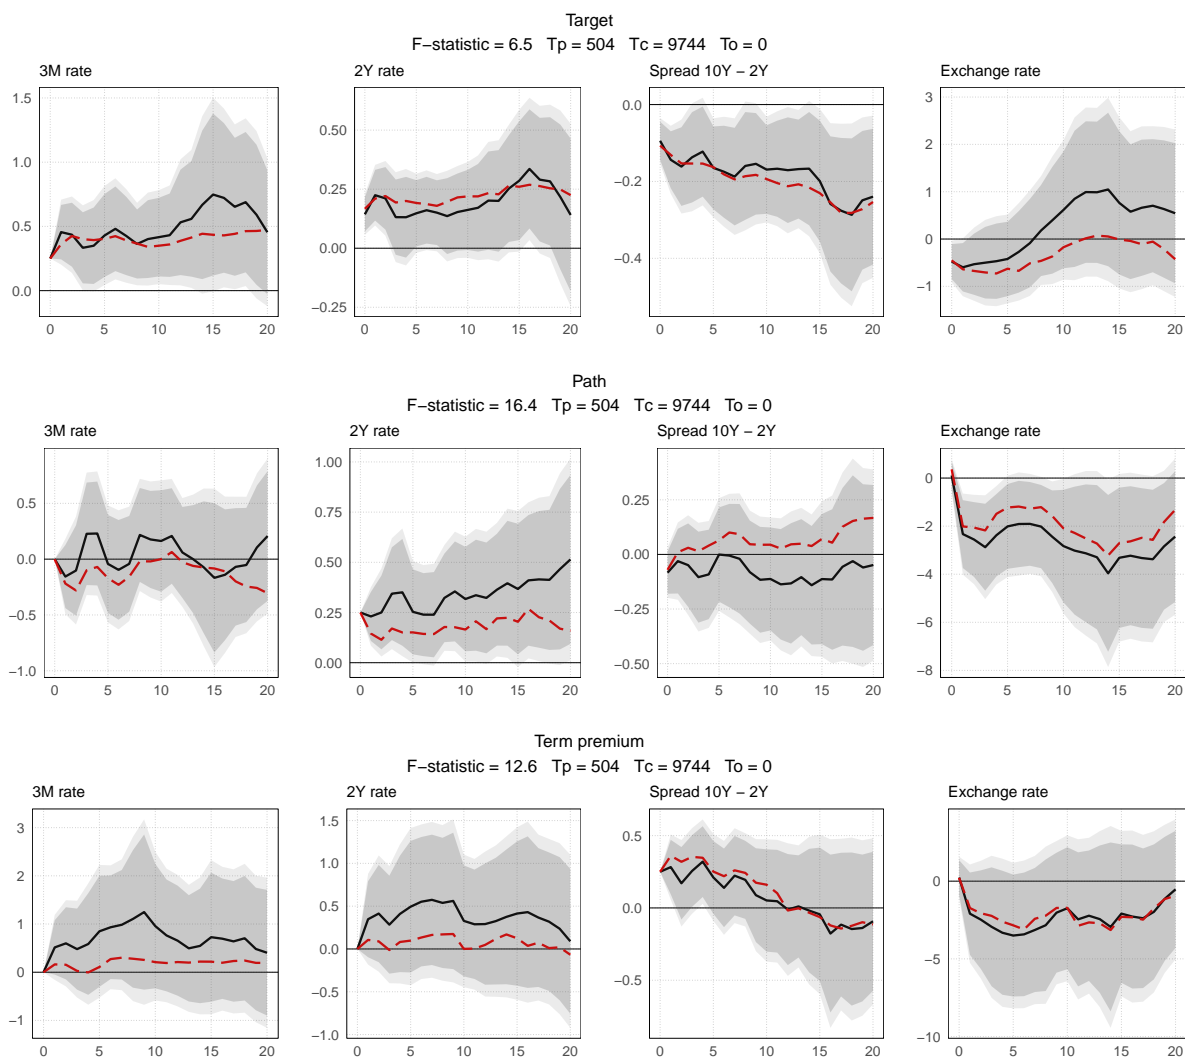 Target
F−statistic = 6.5 Tp = 504 Tc = 9744 To = 0
3M rate 2Y rate Spread 10Y − 2Y Exchange rate
1.5
1.0
0.5
0.0
0 5 10 15 20
0.50
0.25
0.00
−0.25
0 5 10 15 20
0.0
−0.2
−0.4
0 5 10 15 20
3
2
1
0
−1
0 5 10 15 20
Path
F−statistic = 16.4 Tp = 504 Tc = 9744 To = 0
3M rate 2Y rate Spread 10Y − 2Y Exchange rate
0.5
0.0
−0.5
−1.0
0 5 10 15 20
1.00
0.75
0.50
0.25
0.00
0 5 10 15 20
0.25
0.00
−0.25
−0.50
0 5 10 15 20
0
−2
−4
−6
−8
0 5 10 15 20
Term premium
F−statistic = 12.6 Tp = 504 Tc = 9744 To = 0
3M rate 2Y rate Spread 10Y − 2Y Exchange rate
3
2
1
0
−1
0 5 10 15 20
1.5
1.0
0.5
0.0
−0.5
−1.0
0 5 10 15 20
0.5
0.0
−0.5
0 5 10 15 20
0
−5
−10
0 5 10 15 20